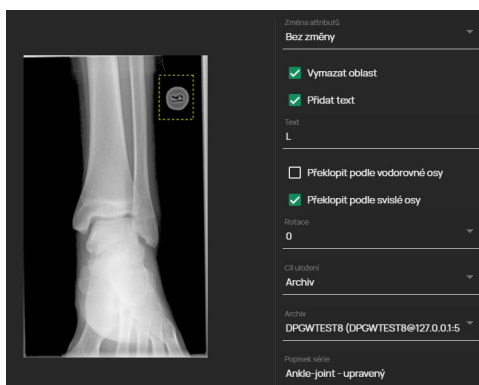 Změna attributů
Bez změny
Vymazat oblast
Přidat text
Text
L
Překlopit podle vodorovné osy
Překlopit podle svislé osy
Rotace
0
Cíl uložení
Archiv
Archiv
DPGWTEST8 (DPGWTEST8@127.0.0.1:5
Popisek série
Ankle-joint - upravený